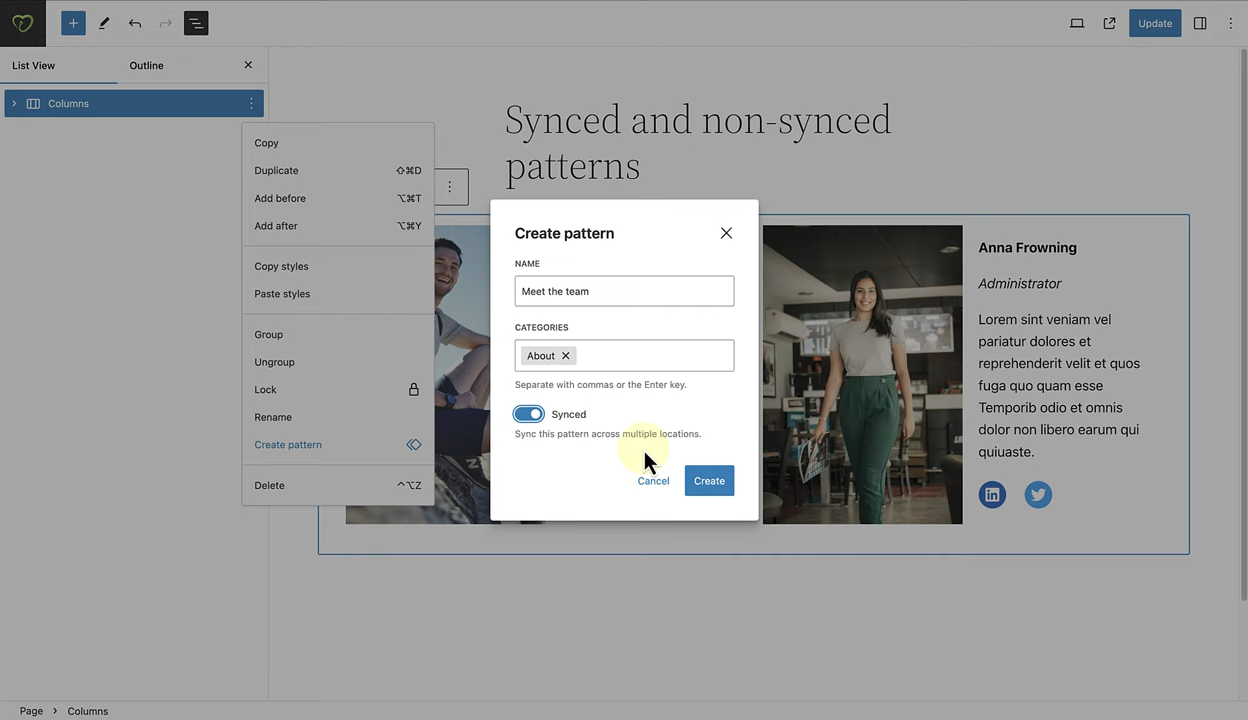 Update
List View
Outline
Columns
Copy
Duplicate ⇧⌘D
Add before ⌥⌘T
Add after ⌥⌘Y
Copy styles
Paste styles
Group
Ungroup
Lock
Rename
Create pattern
Delete ^⌥Z
Synced and non-synced
patterns
Create pattern
NAME
Meet the team
CATEGORIES
About
Separate with commas or the Enter key.
Synced
Sync this pattern across multiple locations.
Cancel
Create
Anna Frowning
Administrator
Lorem sint veniam vel
pariatur dolores et
reprehenderit velit et quos
fuga quo quam esse
Temporib odio et omnis
dolor non libero earum qui
quiuaste.
in
Page > Columns